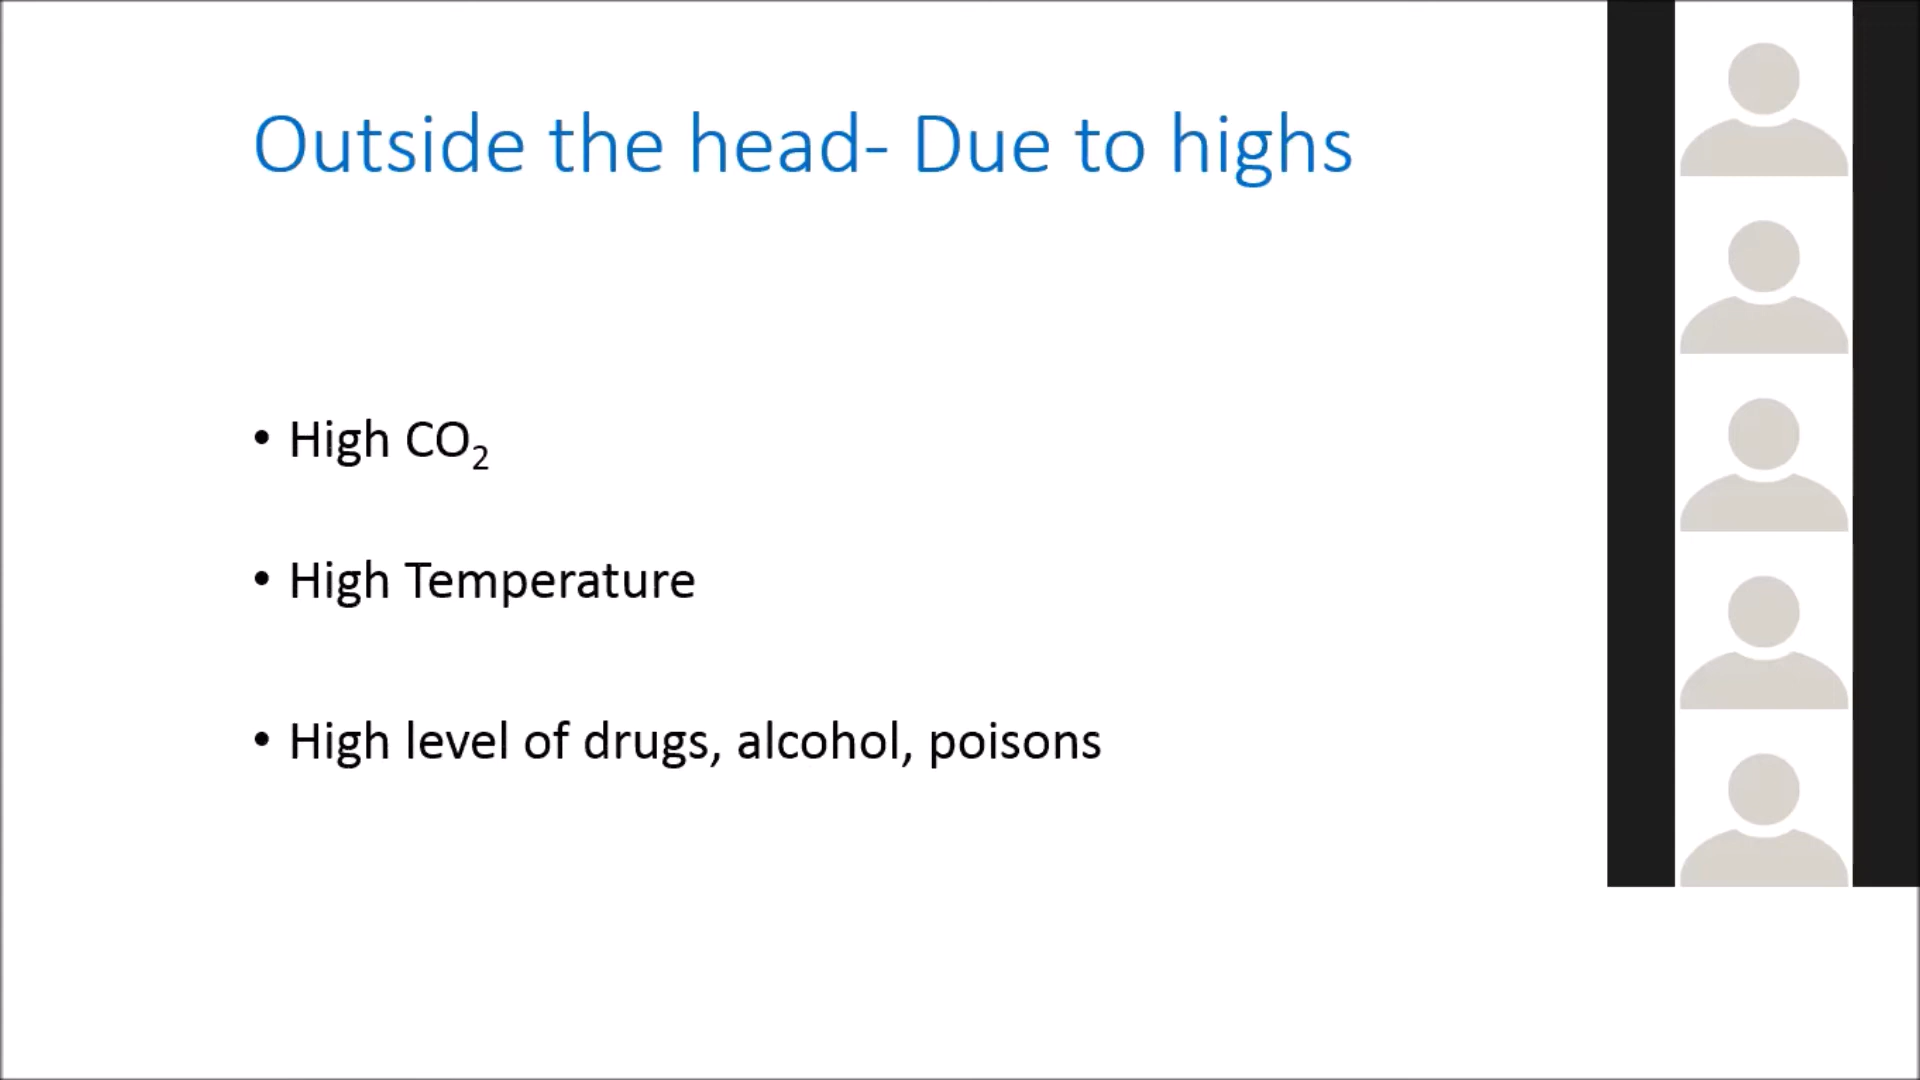 Outside the head- Due to highs
• High CO₂
• High Temperature
• High level of drugs, alcohol, poisons